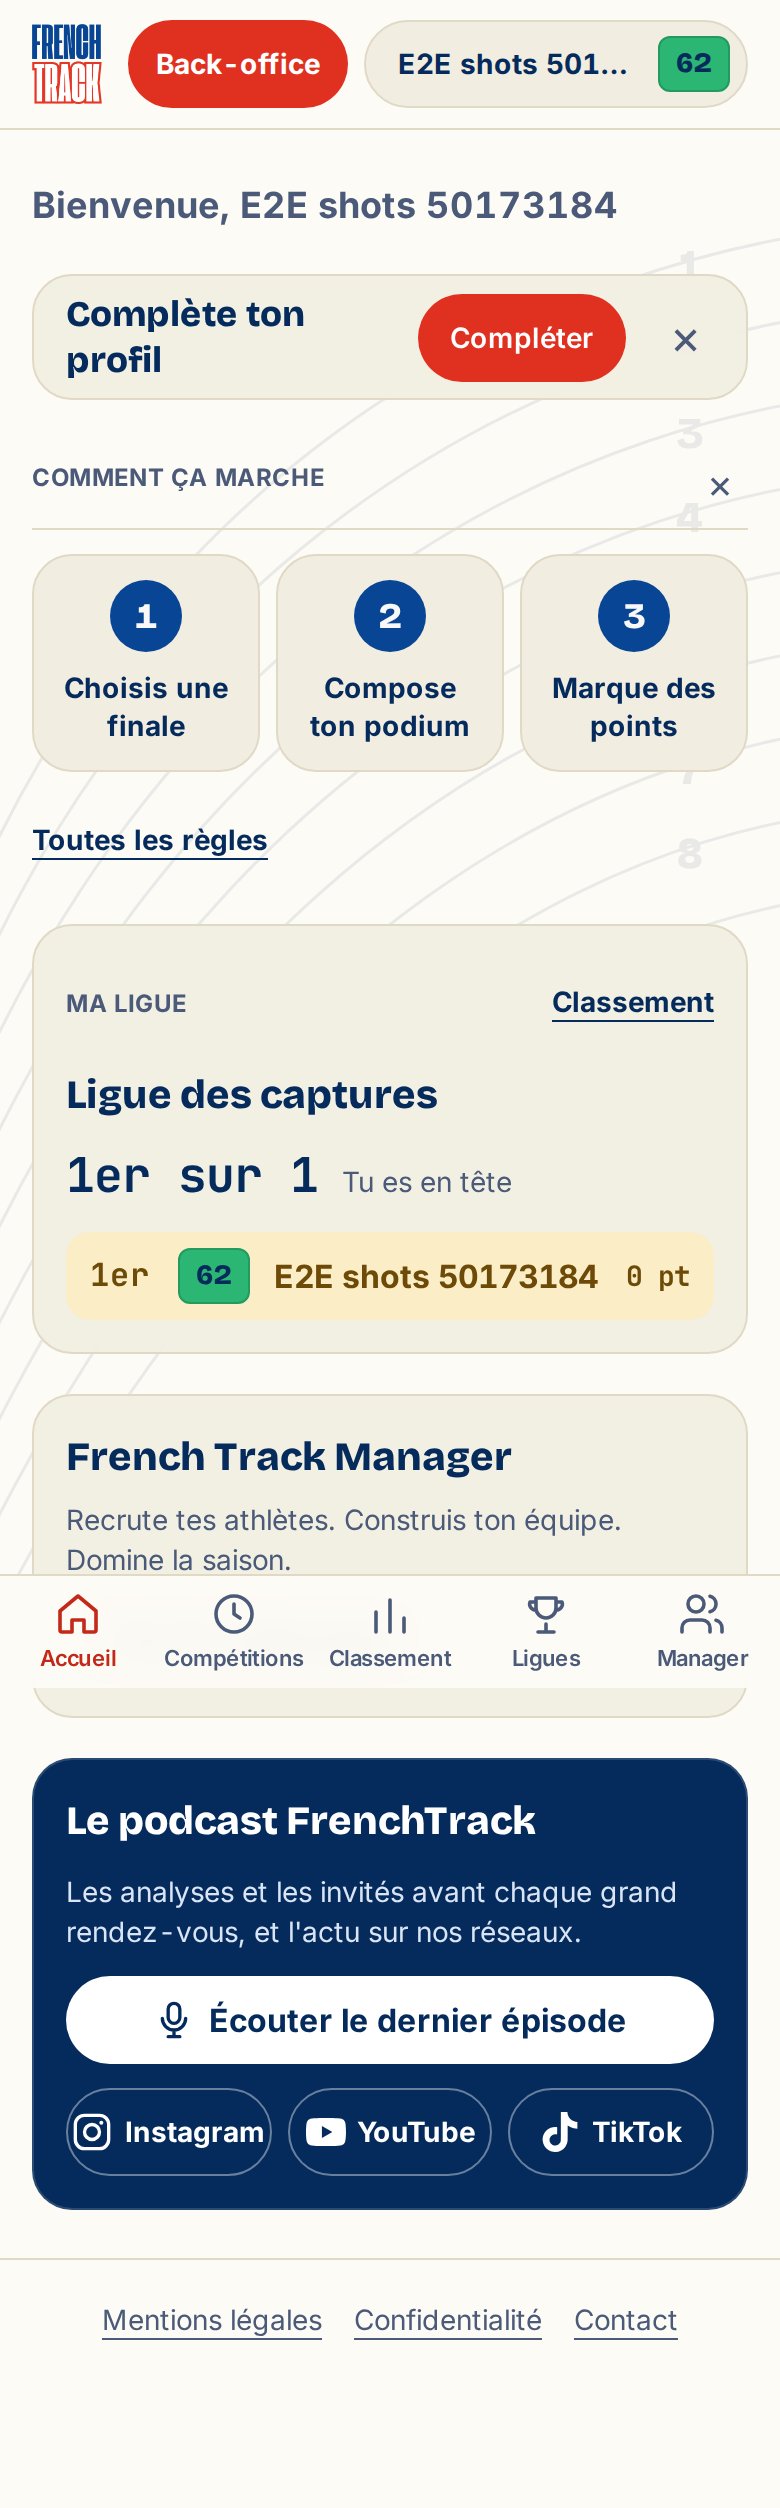 FRENCH
TRACK
Back-office
E2E shots 501...
62
Bienvenue, E2E shots 50173184
1
Complète ton
profil
Compléter
3
COMMENT ÇA MARCHE
4
1
2
3
Choisis une
finale
Compose
ton podium
Marque des
points
7
Toutes les règles
8
MA LIGUE
Classement
Ligue des captures
1er sur 1
Tu es en tête
1er
62
E2E shots 50173184
0 pt
French Track Manager
Recrute tes athlètes. Construis ton équipe.
Domine la saison.
Accueil
Compétitions
Classement
Ligues
Manager
Le podcast FrenchTrack
Les analyses et les invités avant chaque grand
rendez-vous, et l'actu sur nos réseaux.
Écouter le dernier épisode
Instagram
YouTube
TikTok
Mentions légales
Confidentialité
Contact